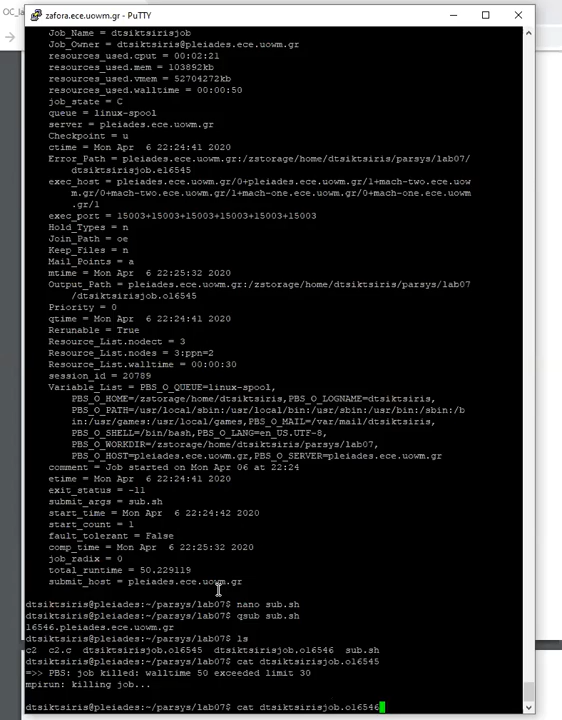 OC_la
zafora.ece.uowm.gr - PuTTY
Job_Name = dtsiktsirisjob
Job_Owner = dtsiktsiris@pleiades.ece.uowm.gr
resources_used.cput = 00:02:21
resources_used.mem = 103892kb
resources_used.vmem = 52704272kb
resources_used.walltime = 00:00:50
job_state = C
queue = linux-spool
server = pleiades.ece.uowm.gr
Checkpoint = u
ctime = Mon Apr  6 22:24:41 2020
Error_Path = pleiades.ece.uowm.gr:/zstorage/home/dtsiktsiris/parsys/lab07/
dtsiktsirisjob.e16545
exec_host = pleiades.ece.uowm.gr/0+pleiades.ece.uowm.gr/1+mach-two.ece.uow
m.gr/0+mach-two.ece.uowm.gr/1+mach-one.ece.uowm.gr/0+mach-one.ece.uowm
.gr/1
exec_port = 15003+15003+15003+15003+15003+15003
Hold_Types = n
Join_Path = oe
Keep_Files = n
Mail_Points = a
mtime = Mon Apr  6 22:25:32 2020
Output_Path = pleiades.ece.uowm.gr:/zstorage/home/dtsiktsiris/parsys/lab07
/dtsiktsirisjob.o16545
Priority = 0
qtime = Mon Apr  6 22:24:41 2020
Rerunable = True
Resource_List.nodect = 3
Resource_List.nodes = 3:ppn=2
Resource_List.walltime = 00:00:30
session_id = 20789
Variable_List = PBS_O_QUEUE=linux-spool,
PBS_O_HOME=/zstorage/home/dtsiktsiris,PBS_O_LOGNAME=dtsiktsiris,
PBS_O_PATH=/usr/local/sbin:/usr/local/bin:/usr/sbin:/usr/bin:/sbin:/b
in:/usr/games:/usr/local/games,PBS_O_MAIL=/var/mail/dtsiktsiris,
PBS_O_SHELL=/bin/bash,PBS_O_LANG=en_US.UTF-8,
PBS_O_WORKDIR=/zstorage/home/dtsiktsiris/parsys/lab07,
PBS_O_HOST=pleiades.ece.uowm.gr,PBS_O_SERVER=pleiades.ece.uowm.gr
comment = Job started on Mon Apr 06 at 22:24
etime = Mon Apr  6 22:24:41 2020
exit_status = -11
submit_args = sub.sh
start_time = Mon Apr  6 22:24:42 2020
start_count = 1
fault_tolerant = False
comp_time = Mon Apr  6 22:25:32 2020
job_radix = 0
total_runtime = 50.229119
submit_host = pleiades.ece.uowm.gr
dtsiktsiris@pleiades:~/parsys/lab07$ nano sub.sh
dtsiktsiris@pleiades:~/parsys/lab07$ qsub sub.sh
16546.pleiades.ece.uowm.gr
dtsiktsiris@pleiades:~/parsys/lab07$ ls
c2  c2.c  dtsiktsirisjob.o16545  dtsiktsirisjob.o16546  sub.sh
dtsiktsiris@pleiades:~/parsys/lab07$ cat dtsiktsirisjob.o16545
=>> PBS: job killed: walltime 50 exceeded limit 30
mpirun: killing job...
dtsiktsiris@pleiades:~/parsys/lab07$ cat dtsiktsirisjob.o16546